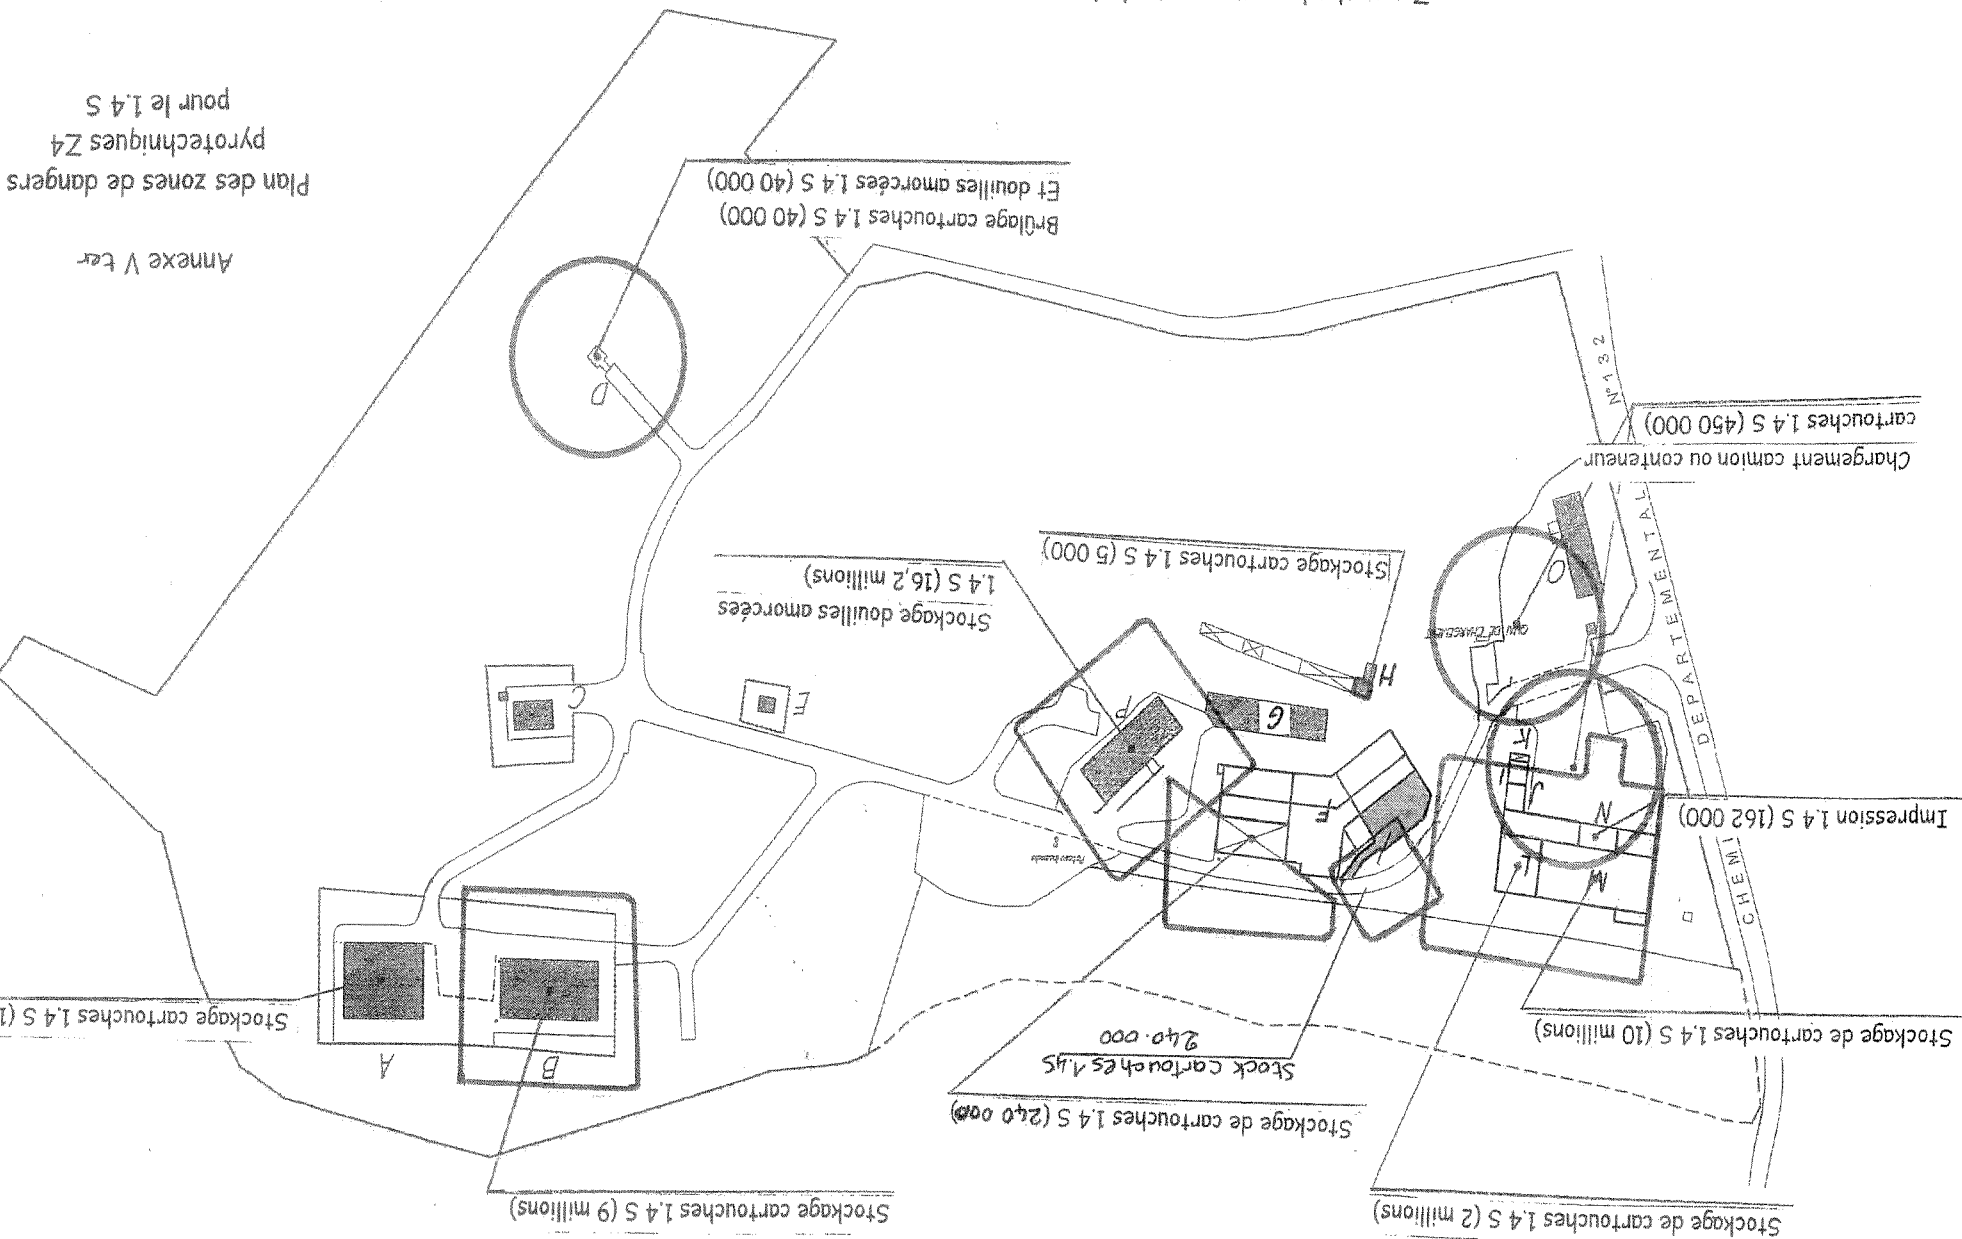 Annexe V ter
Plan des zones de dangers
pyrotechniques Z4
pour le 1.4 S
Stockage de cartouches 1.4 S (2 millions)
Stockage cartouches 1.4 S (9 millions)
Stockage de cartouches 1.4 S (240 000)
Stock cartouches 1.4S
240.000
Stockage de cartouches 1.4 S (10 millions)
Stockage cartouches 1.4 S (1
B
A
CHEMI
DEPARTEMENTAL
N°132
Impression 1.4 S (162 000)
M
L
N
J
K
F
P
G
H
E
C
O
QUAI DE CHARGEMENT
Stockage douilles amorcées
1.4 S (16,2 millions)
Stockage cartouches 1.4 S (5 000)
Chargement camion ou conteneur
cartouches 1.4 S (450 000)
D
Brûlage cartouches 1.4 S (40 000)
Et douilles amorcées 1.4 S (40 000)